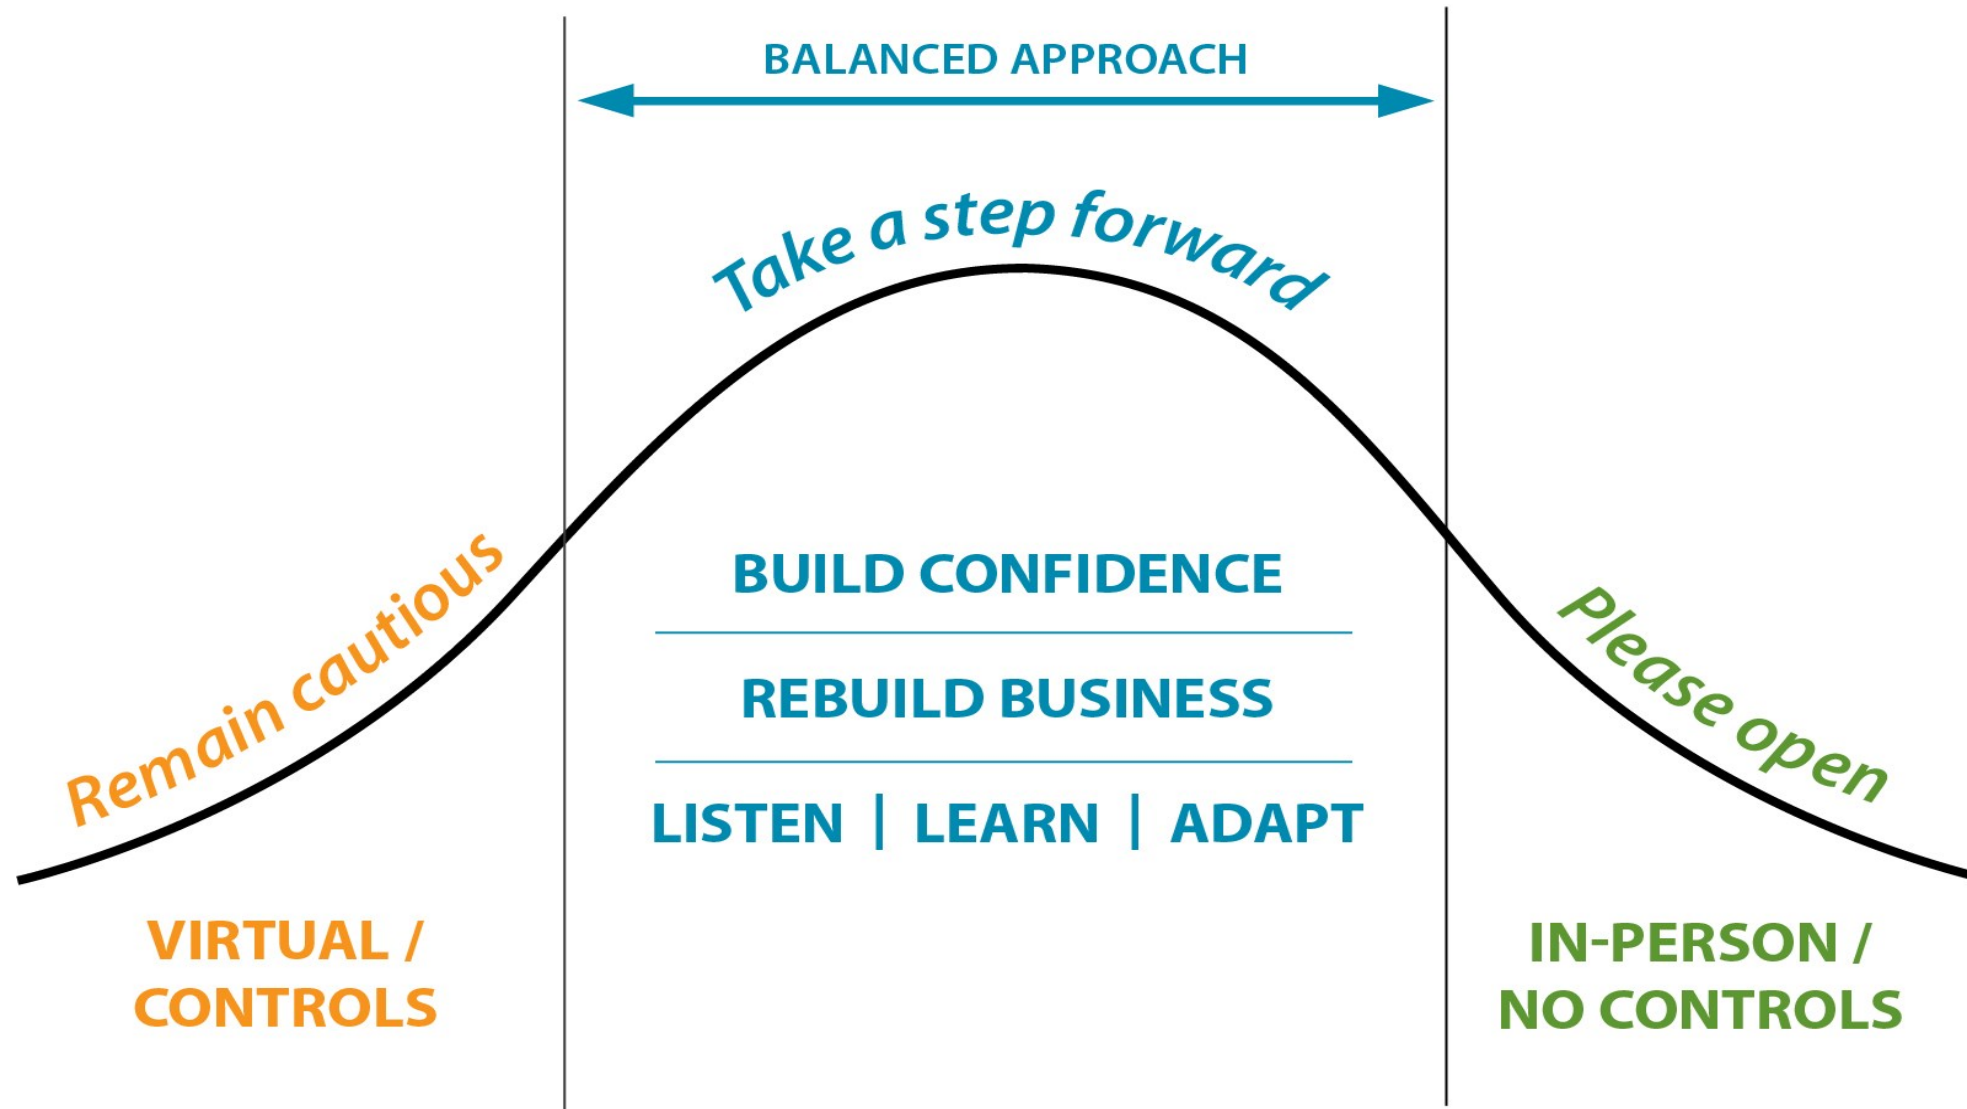 BALANCED APPROACH
Take a step forward
Remain cautious
BUILD CONFIDENCE
REBUILD BUSINESS
LISTEN | LEARN | ADAPT
Please open
VIRTUAL /
CONTROLS
IN-PERSON /
NO CONTROLS